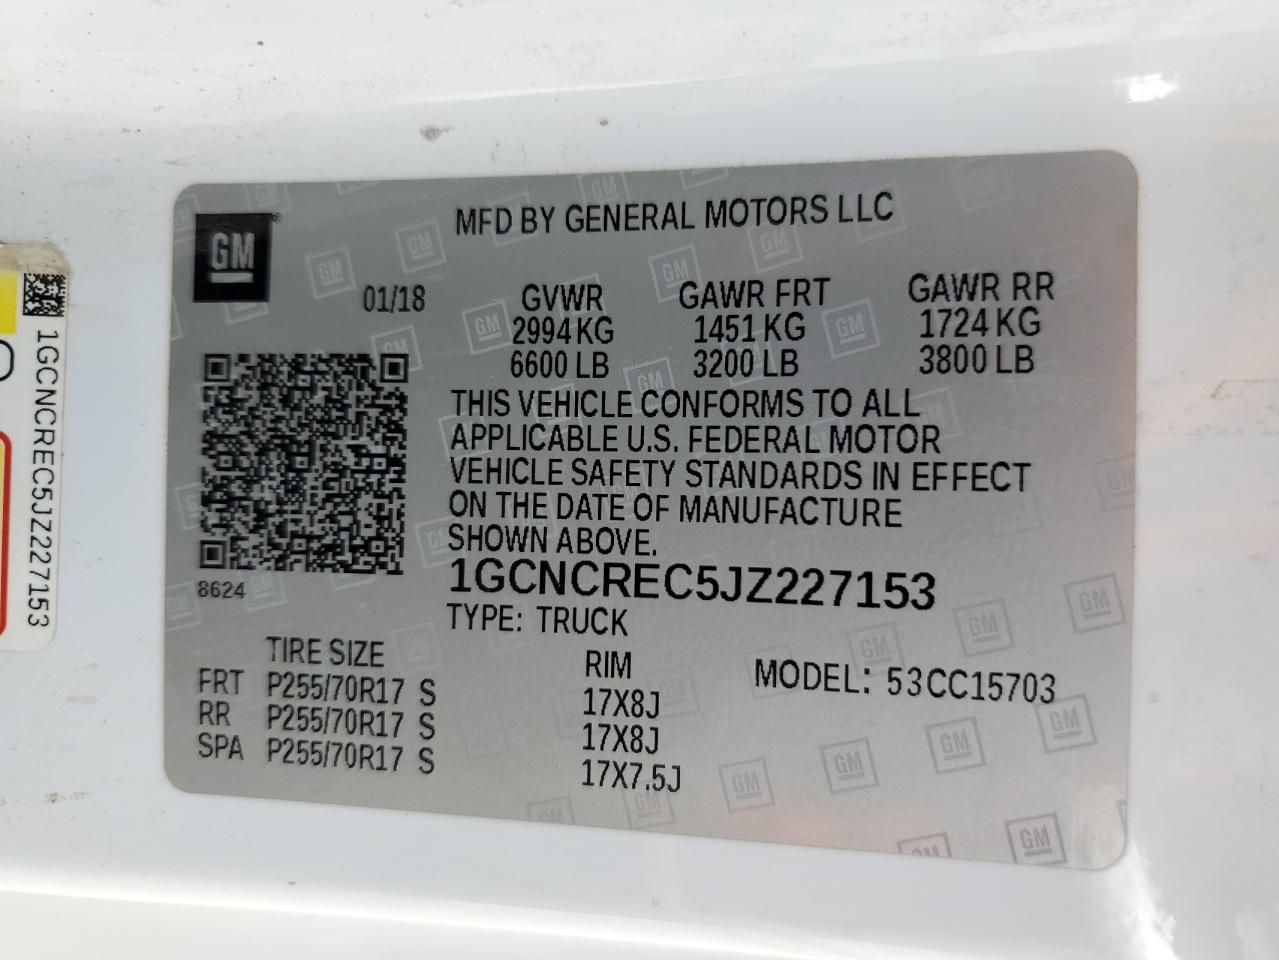 GM
MFD BY GENERAL MOTORS LLC
01/18
GVWR GAWR FRT GAWR RR
2994 KG 1451 KG 1724 KG
6600 LB 3200 LB 3800 LB
THIS VEHICLE CONFORMS TO ALL
APPLICABLE U.S. FEDERAL MOTOR
VEHICLE SAFETY STANDARDS IN EFFECT
ON THE DATE OF MANUFACTURE
SHOWN ABOVE.
8624
1GCNCREC5JZ227153
TYPE: TRUCK
TIRE SIZE RIM MODEL: 53CC15703
FRT P255/70R17 S 17X8J
RR P255/70R17 S 17X8J
SPA P255/70R17 S 17X7.5J
1GCNCREC5JZ227153